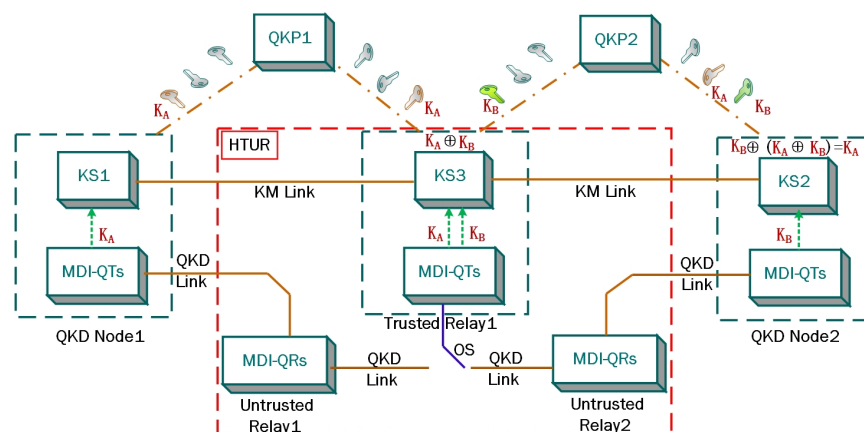 QKP1
QKP2
K_A
K_A
K_B
K_A
K_B
HTUR
K_A ⊕ K_B
K_B⊕ (K_A ⊕ K_B) =K_A
KS1
KS3
KS2
KM Link
KM Link
K_A
K_A
K_B
K_B
MDI-QTs
QKD
Link
MDI-QTs
QKD
Link
MDI-QTs
QKD Node1
Trusted Relay1
QKD Node2
MDI-QRs
QKD
Link
OS
QKD
Link
MDI-QRs
Untrusted
Relay1
Untrusted
Relay2